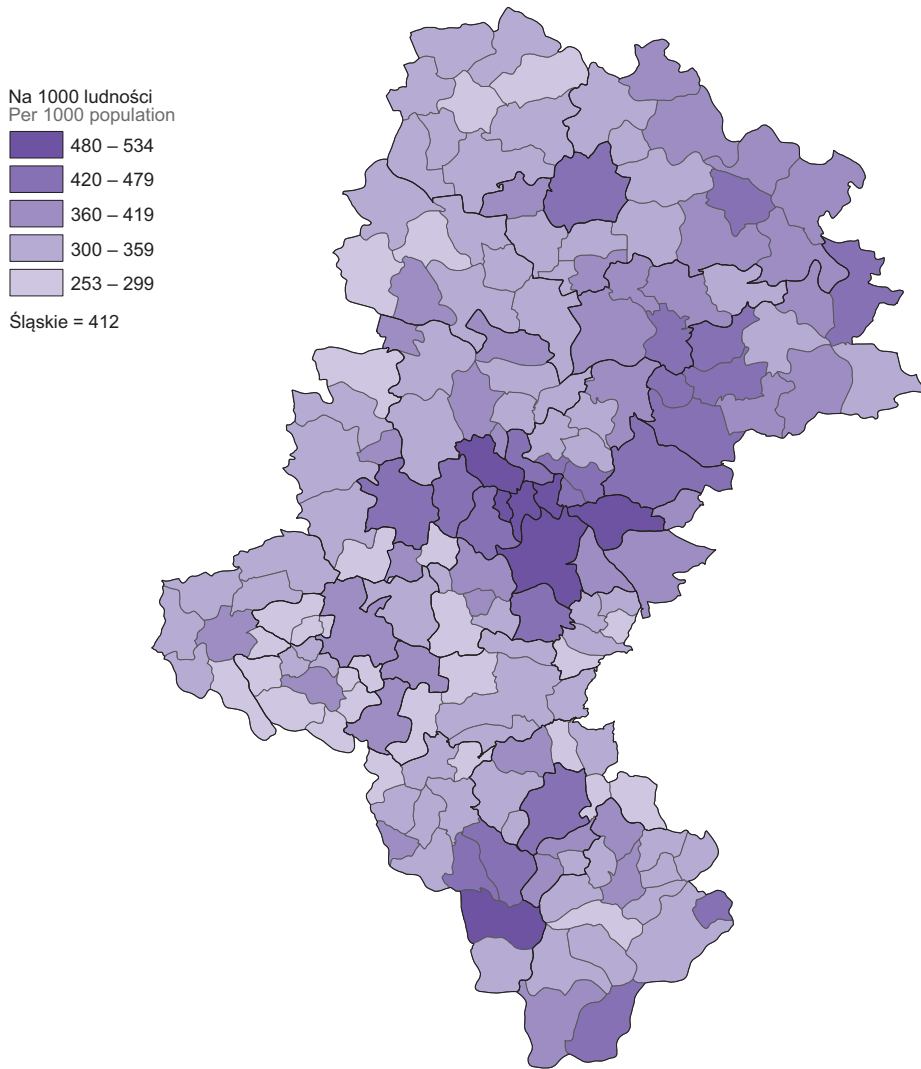 Na 1000 ludności
Per 1000 population
480 – 534
420 – 479
360 – 419
300 – 359
253 – 299
Śląskie = 412